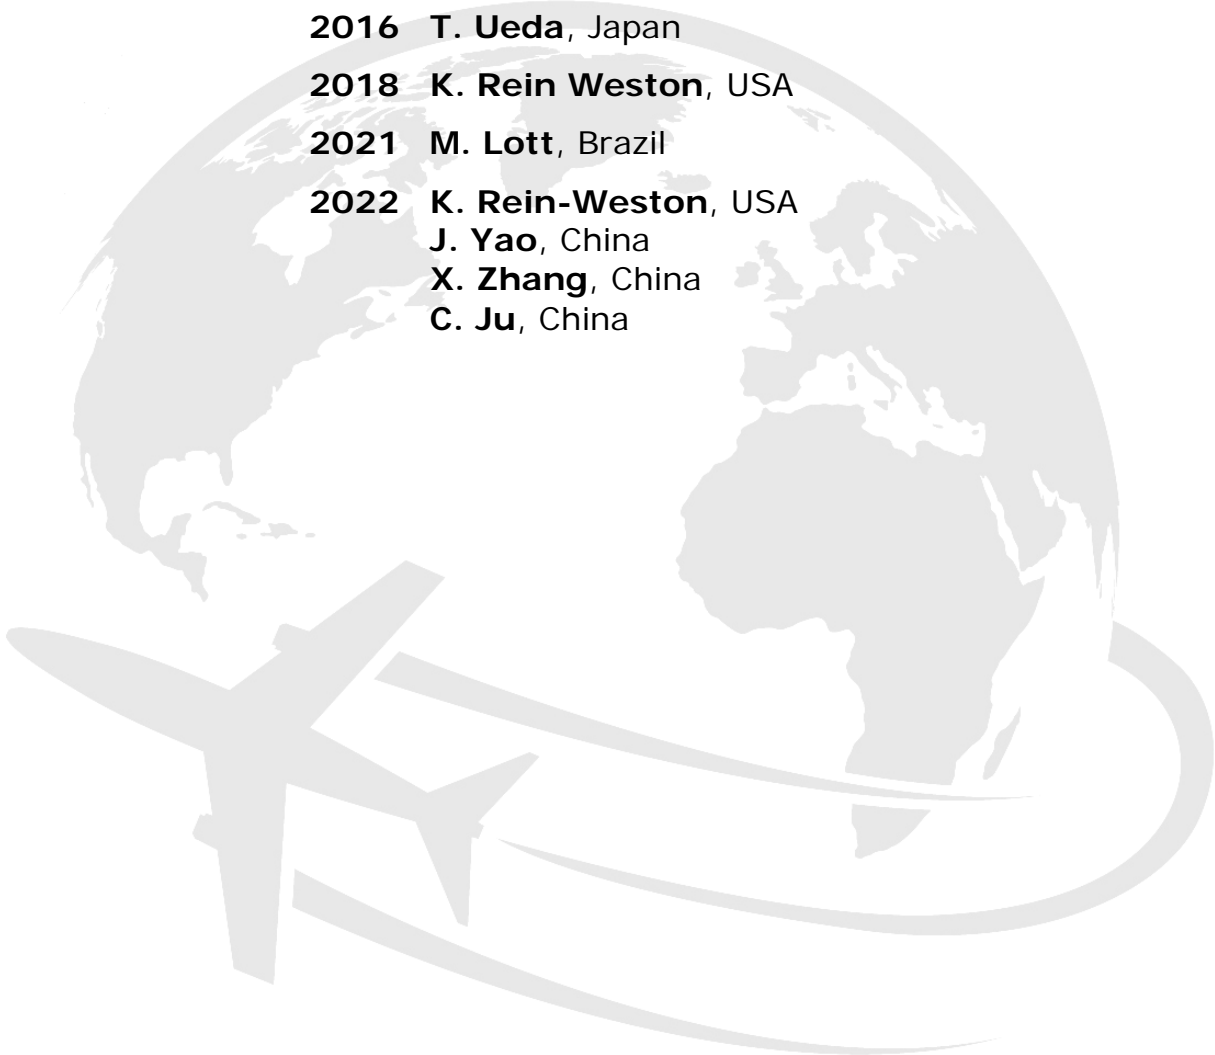 2016 T. Ueda, Japan
2018 K. Rein Weston, USA
2021 M. Lott, Brazil
2022 K. Rein-Weston, USA
J. Yao, China
X. Zhang, China
C. Ju, China